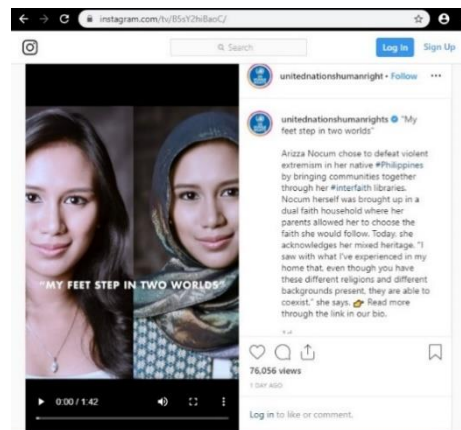 instagram.com/tv/B5sY2hiBaoC/
Search
Log In
Sign Up
unitednationshumanright • Follow
unitednationshumanrights "My
feet step in two worlds"
Arizza Nocum chose to defeat violent
extremism in her native #Philippines
by bringing communities together
through her #interfaith libraries.
Nocum herself was brought up in a
dual faith household where her
parents allowed her to choose the
faith she would follow. Today, she
acknowledges her mixed heritage. "I
saw with what I've experienced in my
home that, even though you have
these different religions and different
backgrounds present, they are able to
coexist," she says. 👉 Read more
through the link in our bio.
"MY FEET STEP IN TWO WORLDS"
76,056 views
1 DAY AGO
0:00 / 1:42
Log in to like or comment.